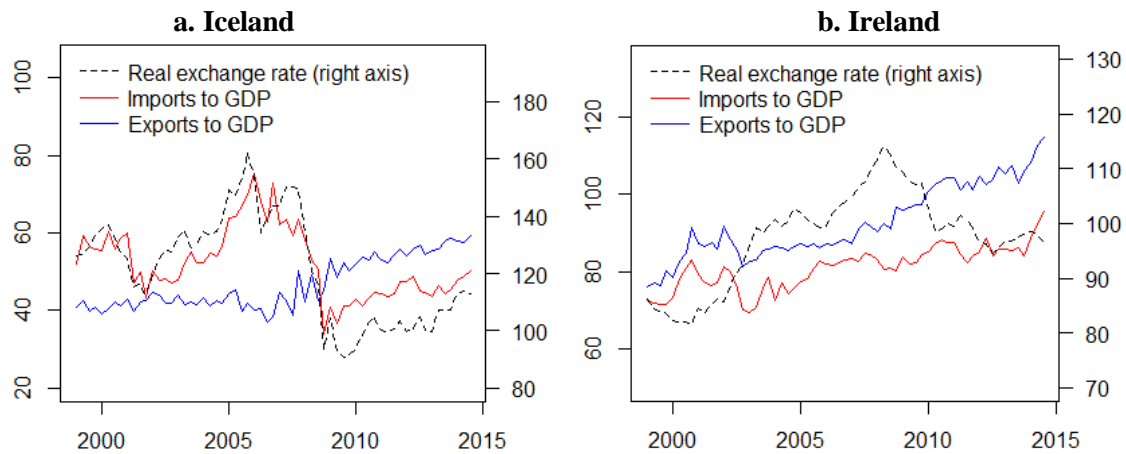 a. Iceland
Real exchange rate (right axis)
Imports to GDP
Exports to GDP
100
80
60
40
20
180
160
140
120
100
80
2000 2005 2010 2015
b. Ireland
Real exchange rate (right axis)
Imports to GDP
Exports to GDP
120
100
80
60
130
120
110
100
90
80
70
2000 2005 2010 2015